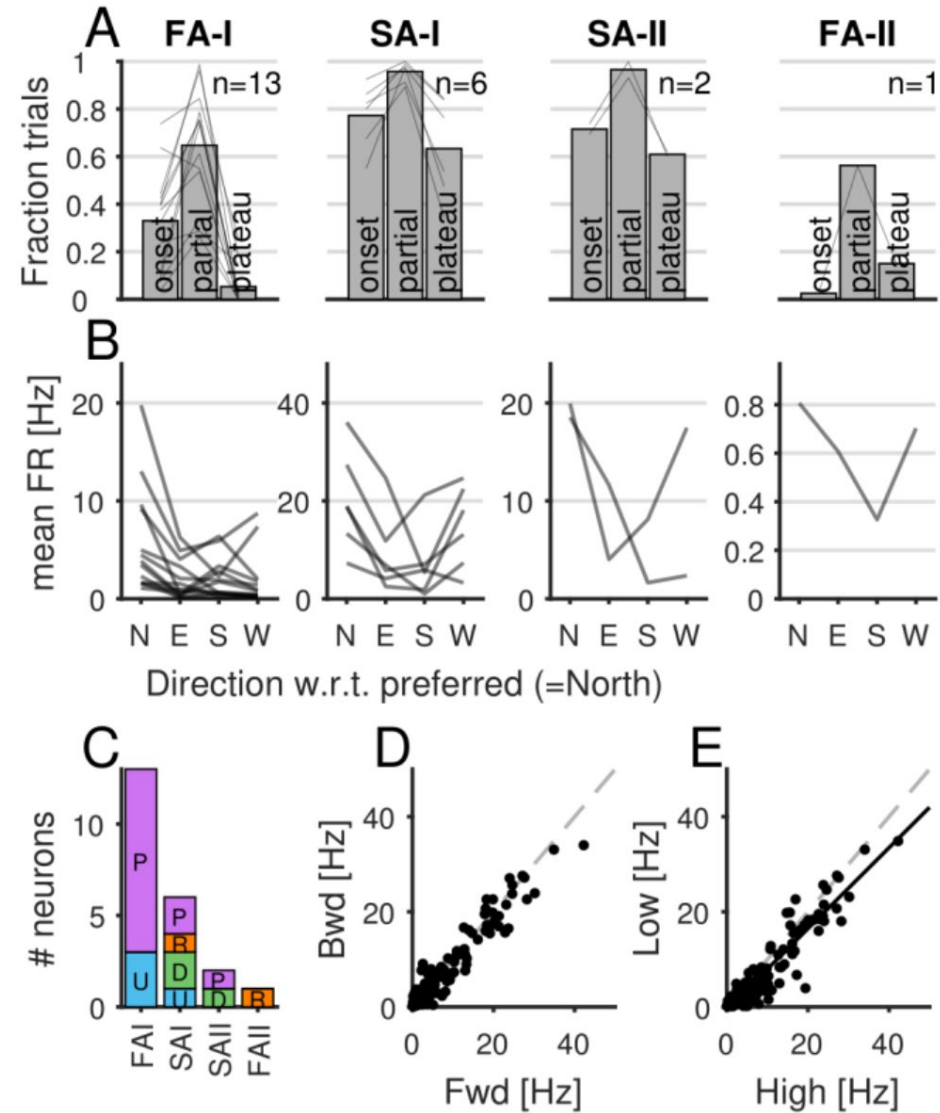 A
FA-I SA-I SA-II FA-II
Fraction trials
1
0.8
0.6
0.4
0.2
0
n=13 n=6 n=2 n=1
onset partial plateau
onset partial plateau
onset partial plateau
onset partial plateau
B
mean FR [Hz]
20
10
0
40
20
0
20
10
0
0.8
0.6
0.4
0.2
0
N E S W N E S W N E S W N E S W
Direction w.r.t. preferred (=North)
C
# neurons
10
5
0
P
U
P
R
D
U
P
D
R
FAI SAI SAII FAII
D
Bwd [Hz]
40
20
0
0 20 40
Fwd [Hz]
E
Low [Hz]
40
20
0
0 20 40
High [Hz]